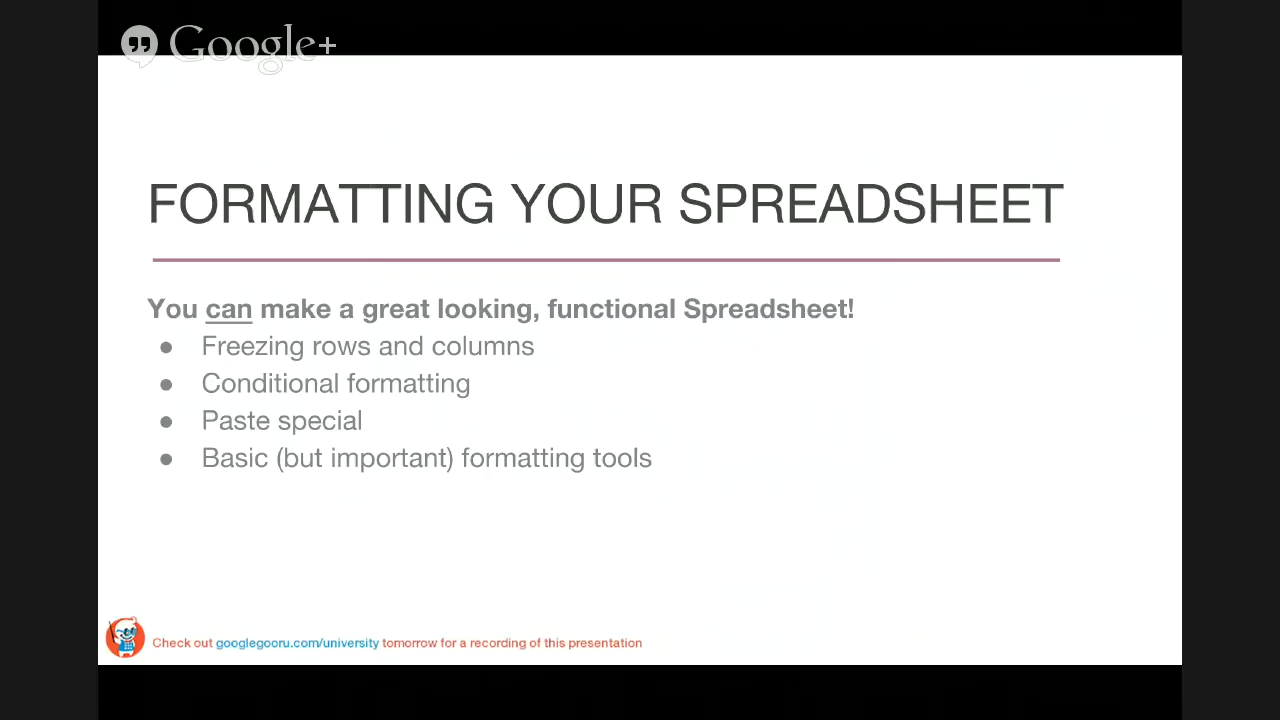 Google+
FORMATTING YOUR SPREADSHEET
You can make a great looking, functional Spreadsheet!
● Freezing rows and columns
● Conditional formatting
● Paste special
● Basic (but important) formatting tools
Check out googlegooru.com/university tomorrow for a recording of this presentation